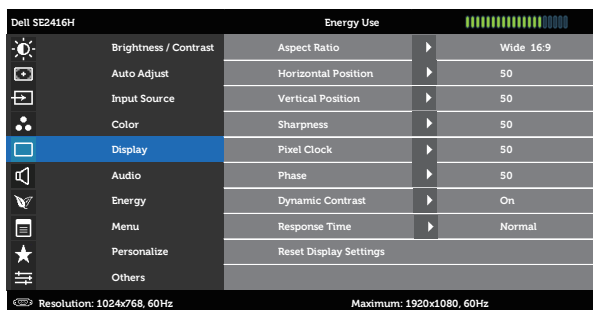 Dell SE2416H Energy Use
Brightness / Contrast Aspect Ratio Wide 16:9
Auto Adjust Horizontal Position 50
Input Source Vertical Position 50
Color Sharpness 50
Display Pixel Clock 50
Audio Phase 50
Energy Dynamic Contrast On
Menu Response Time Normal
Personalize Reset Display Settings
Others
Resolution: 1024x768, 60Hz Maximum: 1920x1080, 60Hz